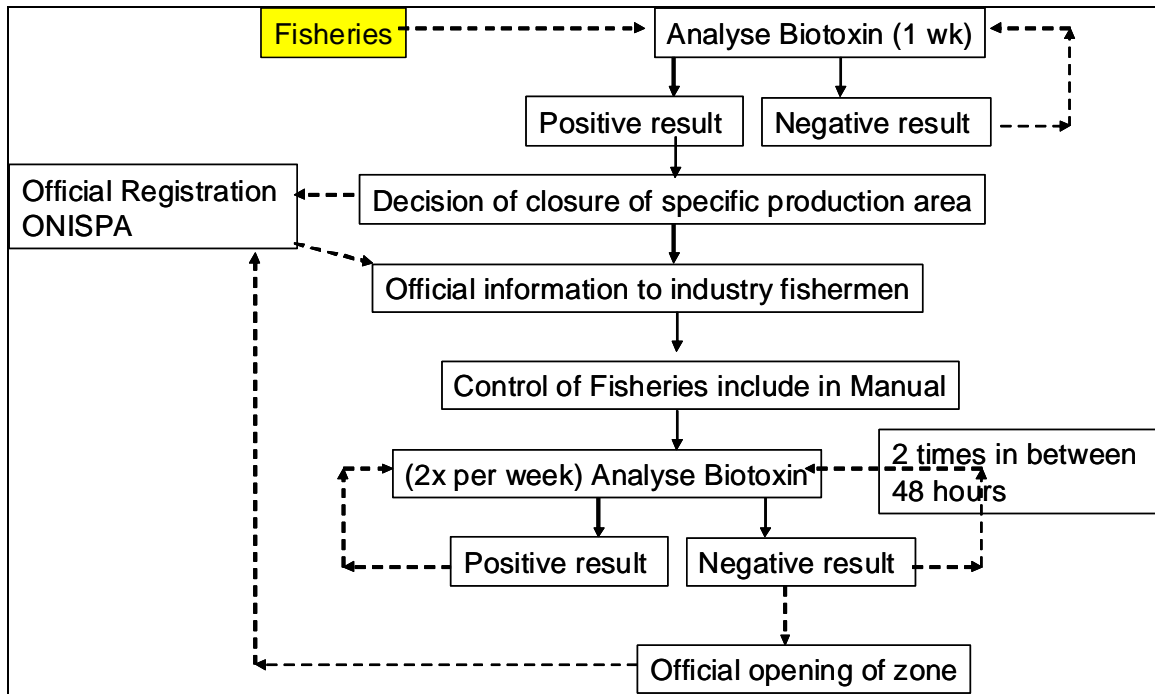 Fisheries
Analyse Biotoxin (1 wk)
Positive result
Negative result
Official Registration
ONISPA
Decision of closure of specific production area
Official information to industry fishermen
Control of Fisheries include in Manual
2 times in between
48 hours
(2x per week) Analyse Biotoxin
Positive result
Negative result
Official opening of zone